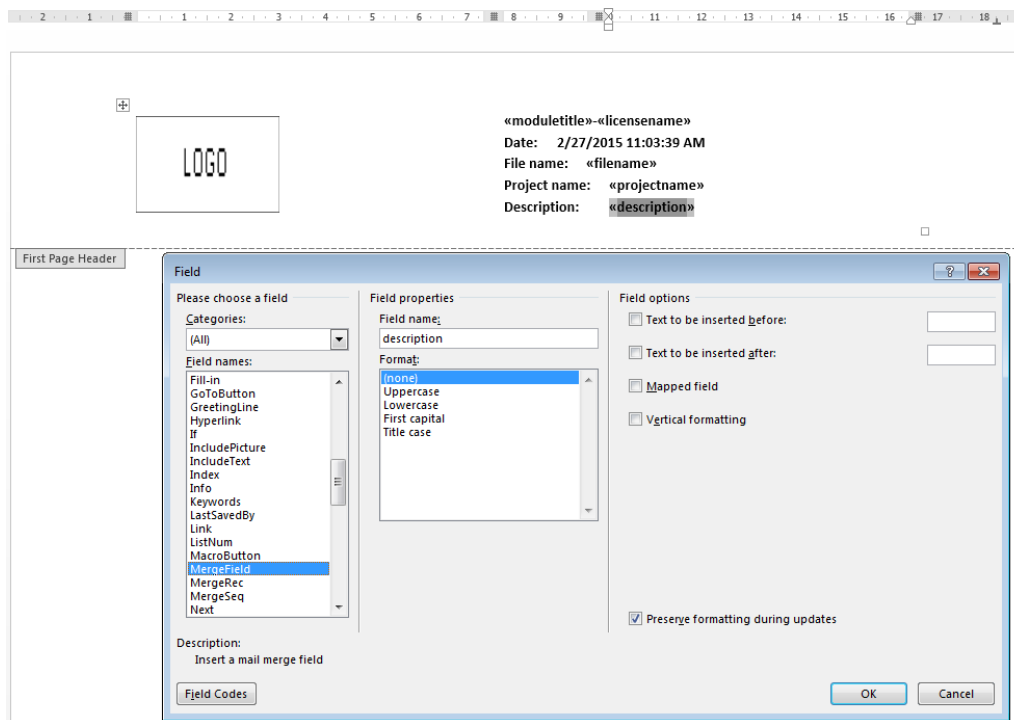 2 1 1 2 3 4 5 6 7 8 9 11 12 13 14 15 16 17 18
LOGO
«moduletitle»-«licensename»
Date: 2/27/2015 11:03:39 AM
File name: «filename»
Project name: «projectname»
Description: «description»
First Page Header
Field
Please choose a field
Categories:
(All)
Field names:
Fill-in
GoToButton
GreetingLine
Hyperlink
If
IncludePicture
IncludeText
Index
Info
Keywords
LastSavedBy
Link
ListNum
MacroButton
MergeField
MergeRec
MergeSeq
Next
Field properties
Field name:
description
Format:
(none)
Uppercase
Lowercase
First capital
Title case
Field options
Text to be inserted before:
Text to be inserted after:
Mapped field
Vertical formatting
Preserve formatting during updates
Description:
Insert a mail merge field
Field Codes
OK
Cancel